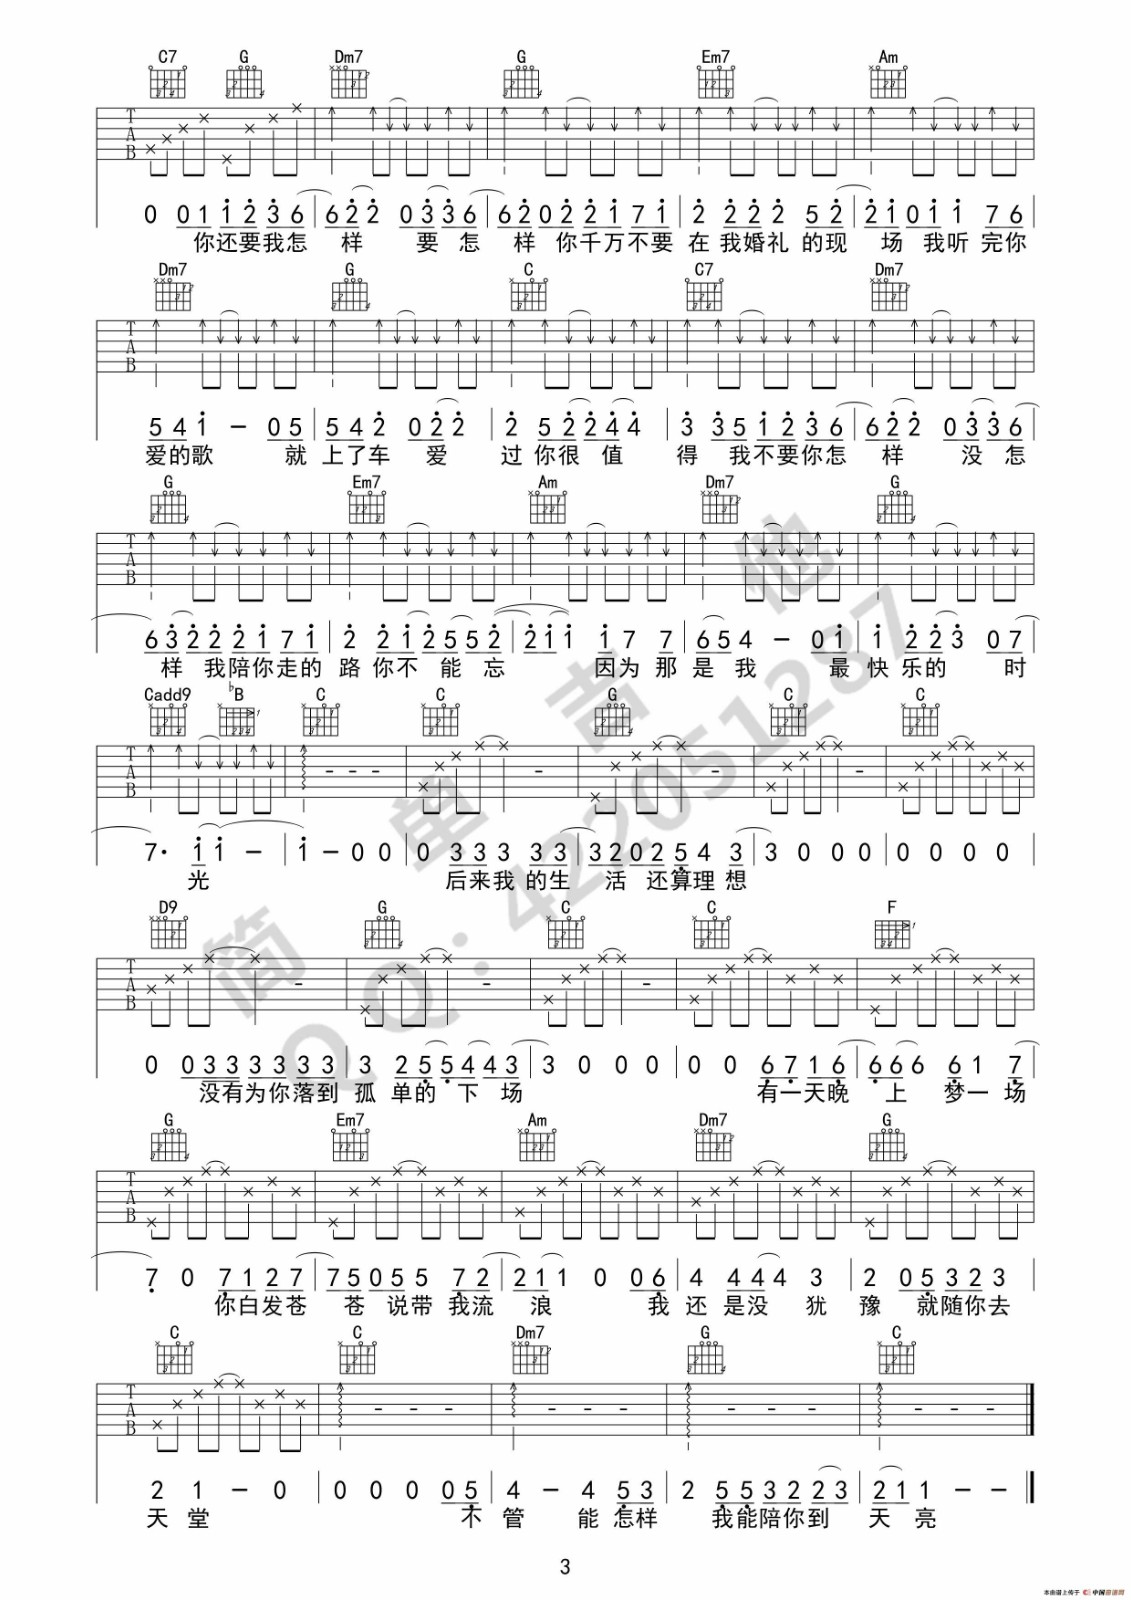 C7 G Dm7 G Em7 Am
T
A
B
0 0 1 1 2 3 6 | 6 2 2 0 3 3 6 | 6 2 0 2 2 1 7 1 | 2 2 2 2 5 2 | 2 1 0 1 1 7 6
你还要我怎 样 要 怎 样 你千万不要 在 我婚礼 的现 场 我听 完你
Dm7 G C C7 Dm7
T
A
B
5 4 1 - 0 5 | 5 4 2 0 2 2 | 2 5 2 2 4 4 | 3 3 5 1 2 3 6 | 6 2 2 0 3 3 6
爱的歌 就 上了车 爱 过 你很 值 得 我不要你怎 样 没 怎
G Em7 Am Dm7 G
T
A
B
6 3 2 2 2 1 7 1 | 2 2 1 2 5 5 2 | 2 1 1 1 7 7 | 6 5 4 - 0 1 | 1 2 2 3 0 7
样 我陪你走的 路 你不 能 忘 因为 那 是 我 最 快 乐的 时
Cadd9 ♭B C C G C C
T
A
B
7· 1 1 - | 1 - 0 0 | 0 3 3 3 3 3 | 3 2 0 2 5 4 3 | 3 0 0 0 | 0 0 0 0
光 后来我 的生 活 还算理 想
D9 G C C F
T
A
B
0 0 3 3 3 3 3 3 | 3 2 5 5 4 4 3 | 3 0 0 0 | 0 0 6 7 1 6 | 6 6 6 6 1 7
没有为你落到 孤 单的 下 场 有一天晚 上 梦一场
G Em7 Am Dm7 G
T
A
B
7 0 7 1 2 7 | 7 5 0 5 5 7 2 | 2 1 1 0 0 6 | 4 4 4 4 3 | 2 0 5 3 2 3
你白发苍 苍 说带 我流 浪 我 还 是没 犹 豫 就随你去
C C Dm7 G C
T
A
B
2 1 - 0 | 0 0 0 0 5 | 4 - 4 5 3 | 2 5 5 3 2 2 3 | 2 1 1 - -
天 堂 不 管 能 怎样 我能陪你到 天 亮
3
简单吉他
QQ:422051287
本曲谱上传于 中国曲谱网